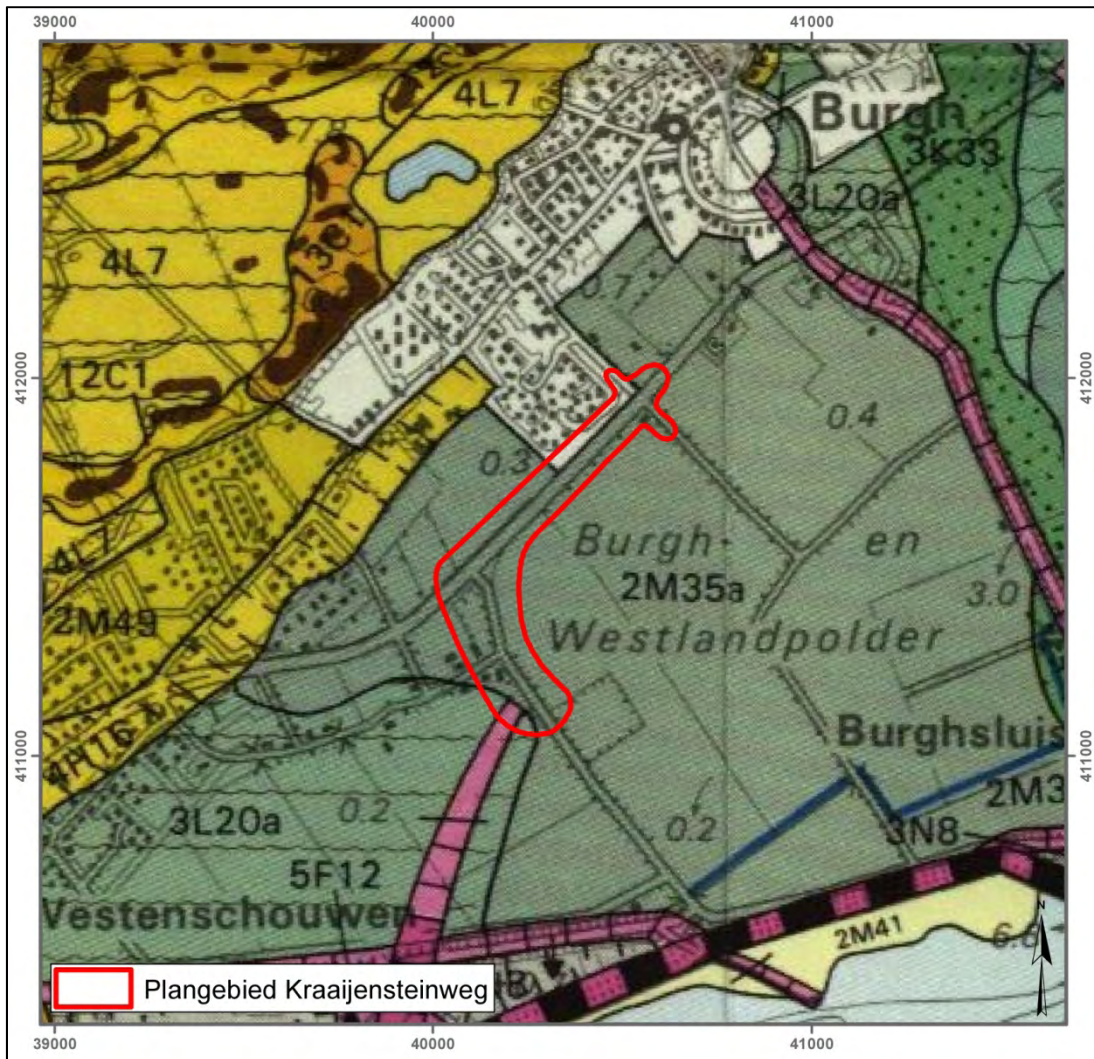 39000
40000
41000
4L7
Burgh
3K33
3L20a
4L7
0.7
412000
412000
12C1
0.4
0.3
Burgh-
en
4L7
2M35a
3.0
2M49
Westlandpolder
4H16
Burghsluis
411000
411000
3L20a
0.2
0.2
2M3
3N8
5F12
Westenschouwen
2M41
N
Plangebied Kraaijensteinweg
39000
40000
41000